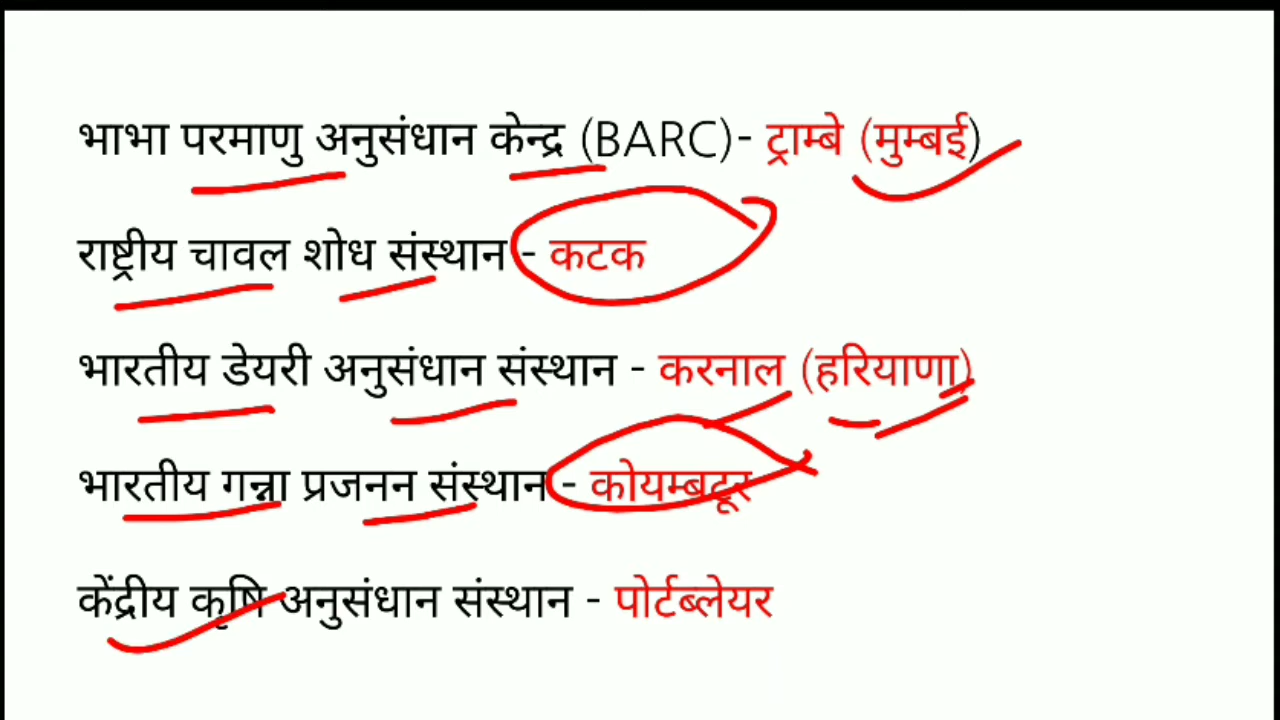 भाभा परमाणु अनुसंधान केन्द्र (BARC)- ट्राम्बे (मुम्बई)
राष्ट्रीय चावल शोध संस्थान - कटक
भारतीय डेयरी अनुसंधान संस्थान - करनाल (हरियाणा)
भारतीय गन्ना प्रजनन संस्थान - कोयम्बटूर
केंद्रीय कृषि अनुसंधान संस्थान - पोर्टब्लेयर